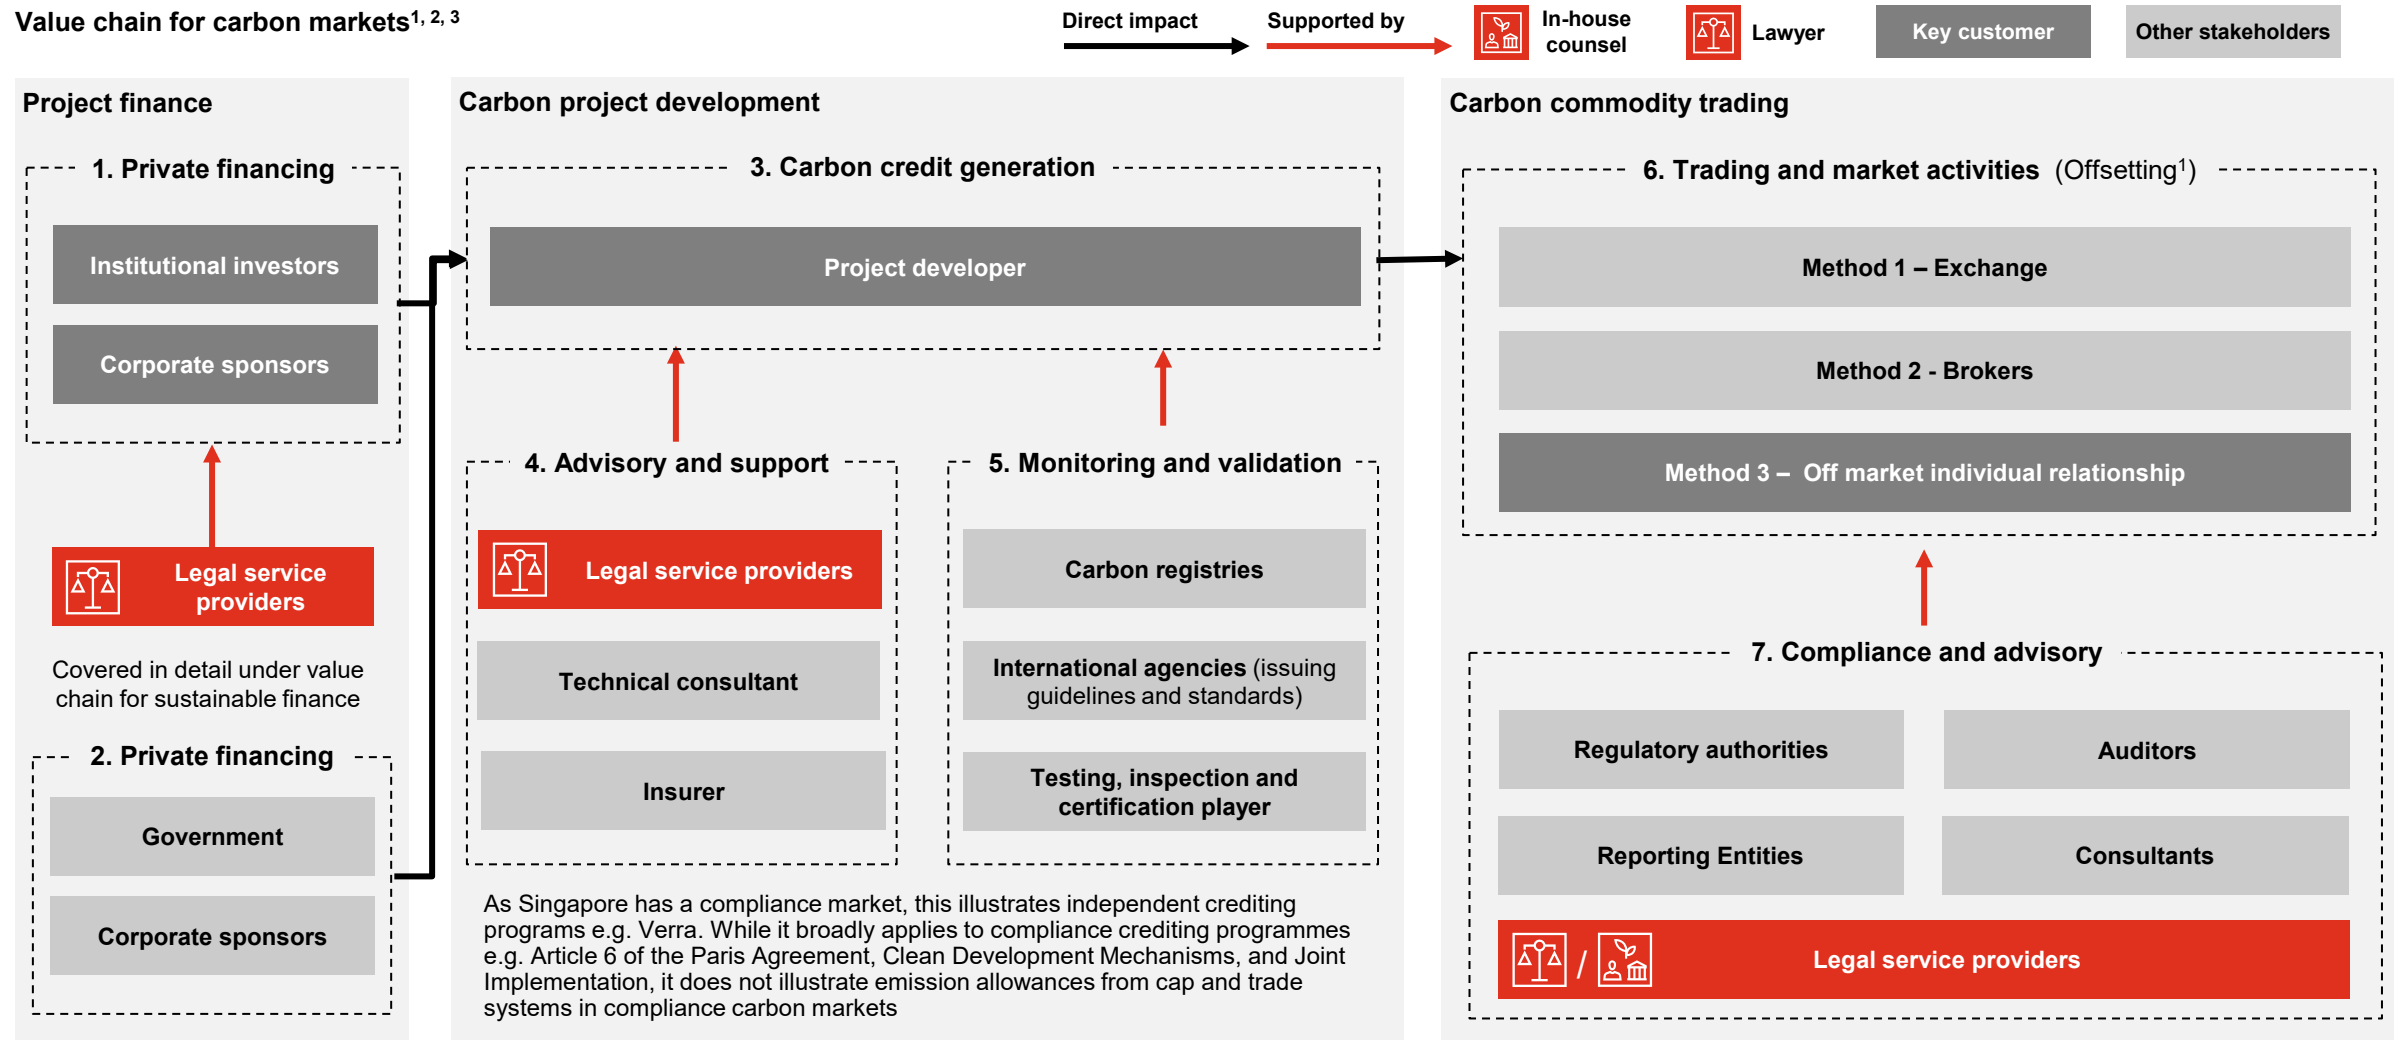 Value chain for carbon markets1, 2, 3
Direct impact
Supported by
In-house
counsel
Lawyer
Key customer
Other stakeholders
Project finance
1. Private financing
Institutional investors
Corporate sponsors
Legal service
providers
Covered in detail under value
chain for sustainable finance
2. Private financing
Government
Corporate sponsors
Carbon project development
3. Carbon credit generation
Project developer
4. Advisory and support
Legal service providers
Technical consultant
Insurer
5. Monitoring and validation
Carbon registries
International agencies (issuing
guidelines and standards)
Testing, inspection and
certification player
As Singapore has a compliance market, this illustrates independent crediting
programs e.g. Verra. While it broadly applies to compliance crediting programmes
e.g. Article 6 of the Paris Agreement, Clean Development Mechanisms, and Joint
Implementation, it does not illustrate emission allowances from cap and trade
systems in compliance carbon markets
Carbon commodity trading
6. Trading and market activities (Offsetting1)
Method 1 – Exchange
Method 2 - Brokers
Method 3 – Off market individual relationship
7. Compliance and advisory
Regulatory authorities
Auditors
Reporting Entities
Consultants
/
Legal service providers